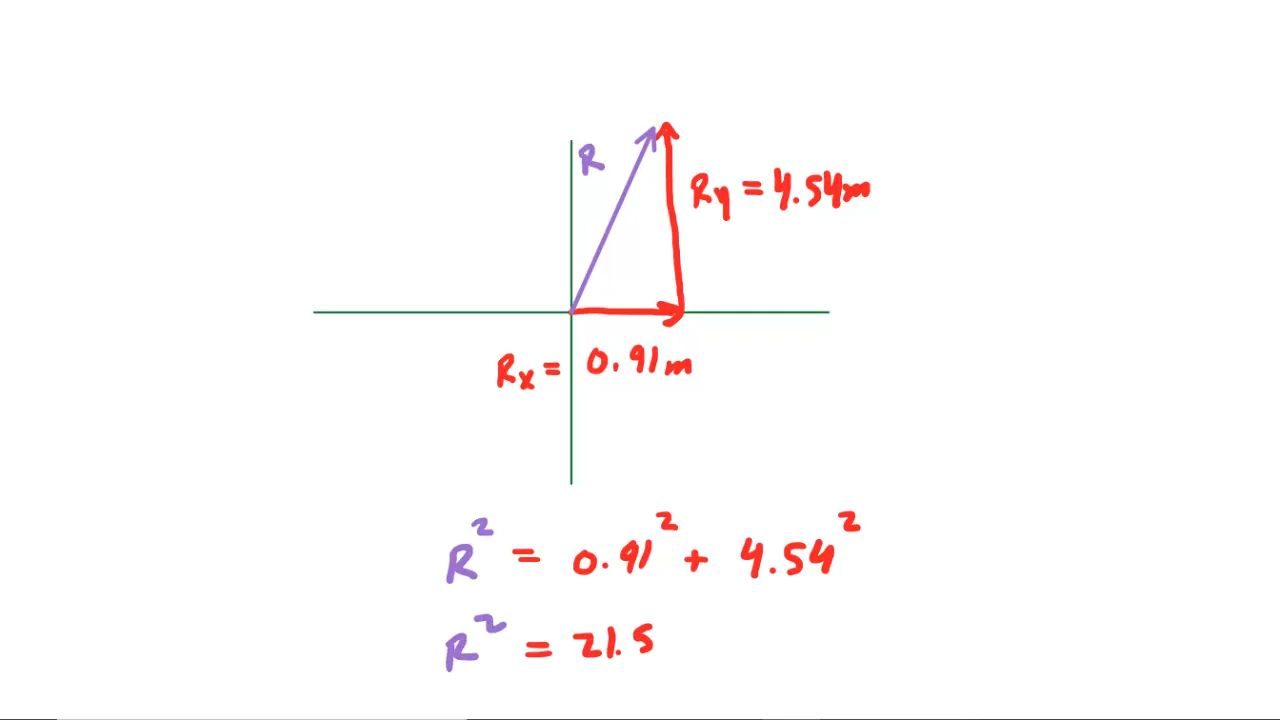 R
Ry = 4.54m
Rx = 0.91m
R² = 0.91² + 4.54²
R² = 21.5